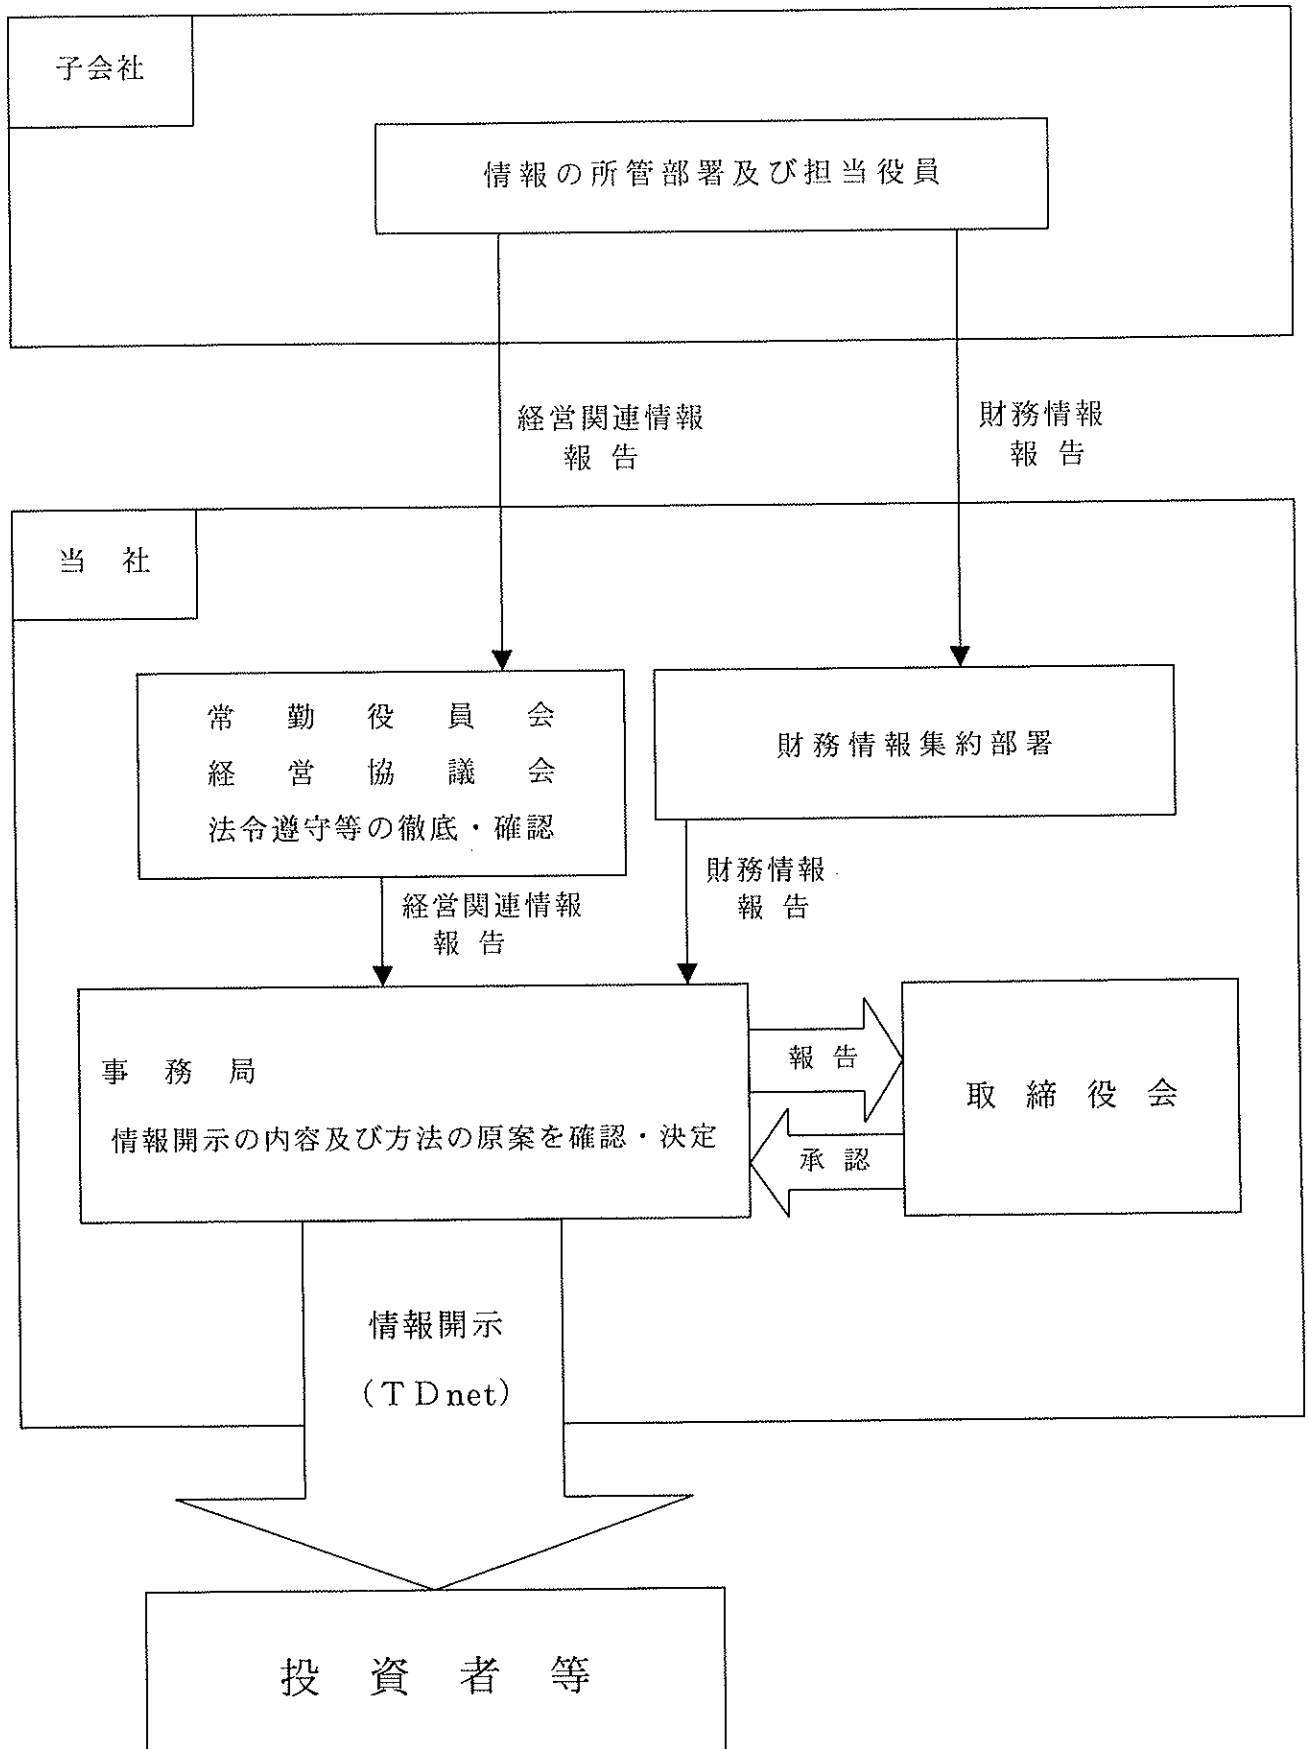 子会社
情報の所管部署及び担当役員
経営関連情報
報告
財務情報
報告
当社
常勤役員会
経営協議会
法令遵守等の徹底・確認
財務情報集約部署
経営関連情報
報告
財務情報
報告
事務局
情報開示の内容及び方法の原案を確認・決定
報告
承認
取締役会
情報開示
(TDnet)
投資者等